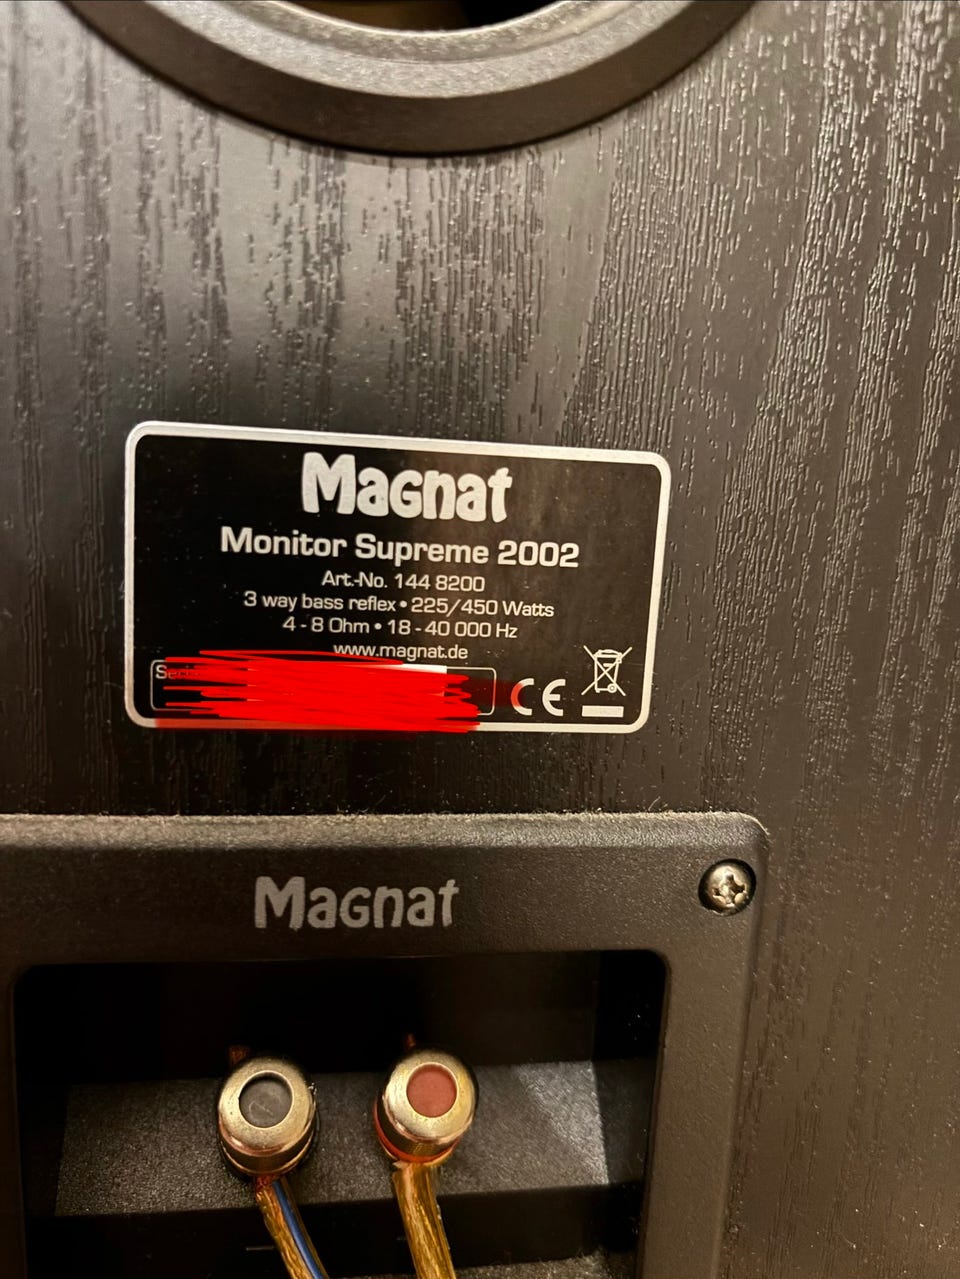 Magnat
Monitor Supreme 2002
Art.-No. 144 8200
3 way bass reflex • 225/450 Watts
4 - 8 Ohm • 18 - 40 000 Hz
www.magnat.de
CE
Magnat